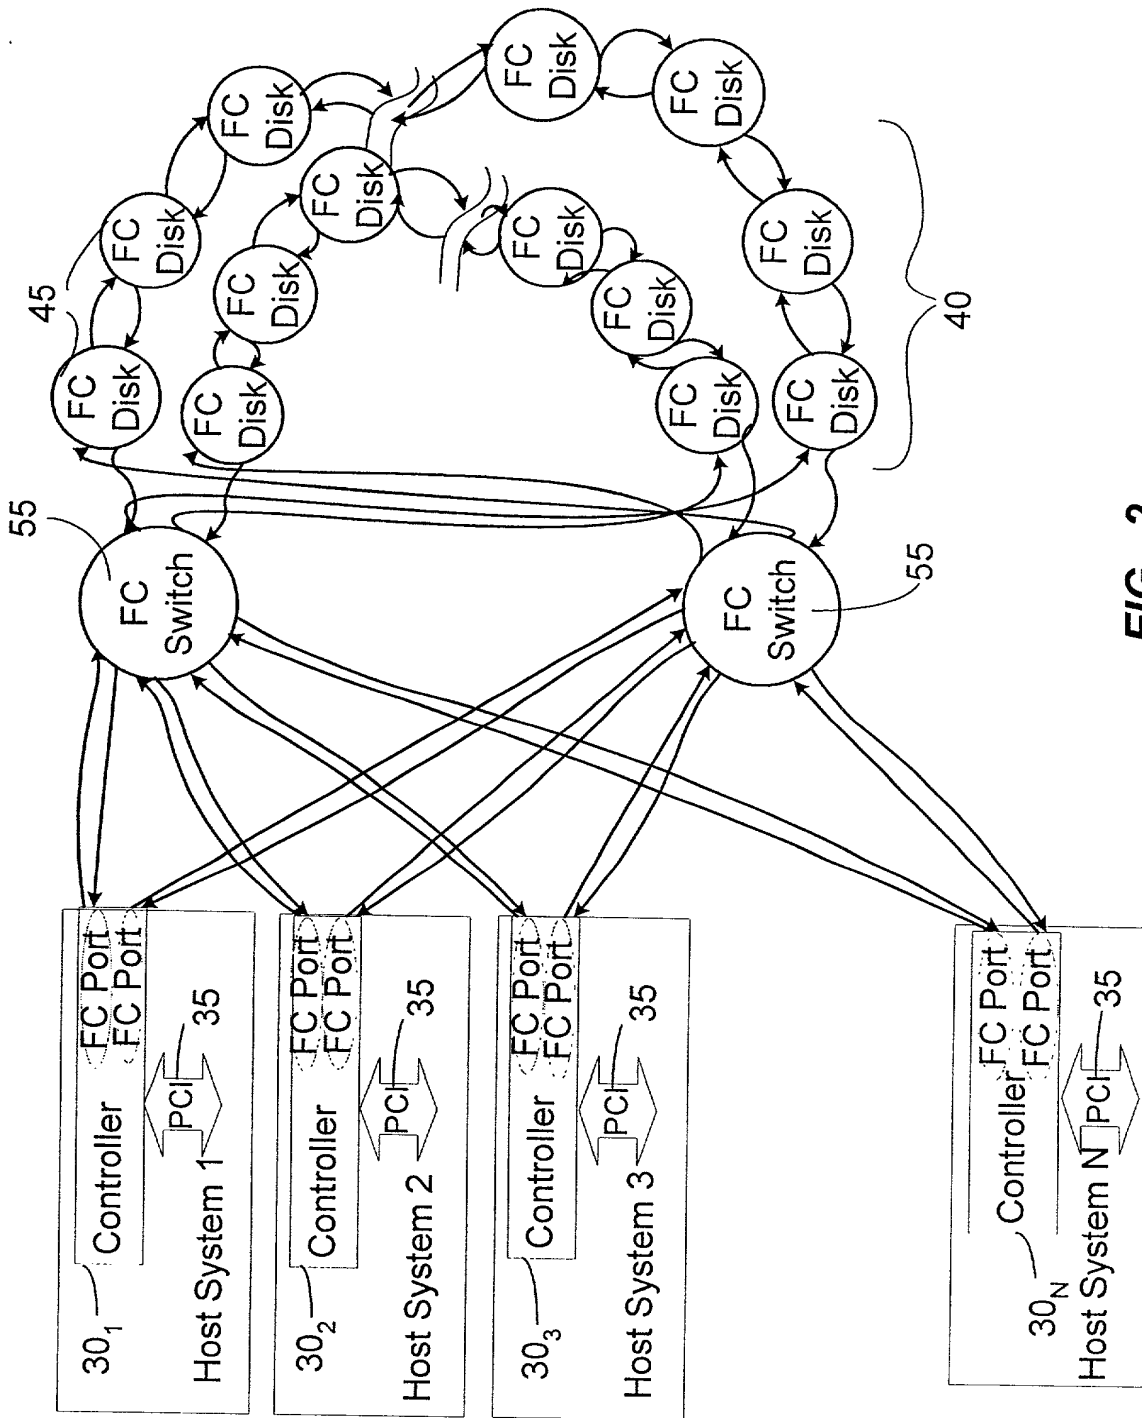 30₁
Controller
FC Port
FC Port
PCI
35
Host System 1
30₂
Controller
FC Port
FC Port
PCI
35
Host System 2
30₃
Controller
FC Port
FC Port
PCI
35
Host System 3
30N
Controller
FC Port
FC Port
PCI
35
Host System N
FC
Switch
55
FC
Switch
55
45
FC
Disk
FC
Disk
FC
Disk
FC
Disk
FC
Disk
FC
Disk
FC
Disk
FC
Disk
FC
Disk
FC
Disk
FC
Disk
FC
Disk
FC
Disk
40
FIG. 2